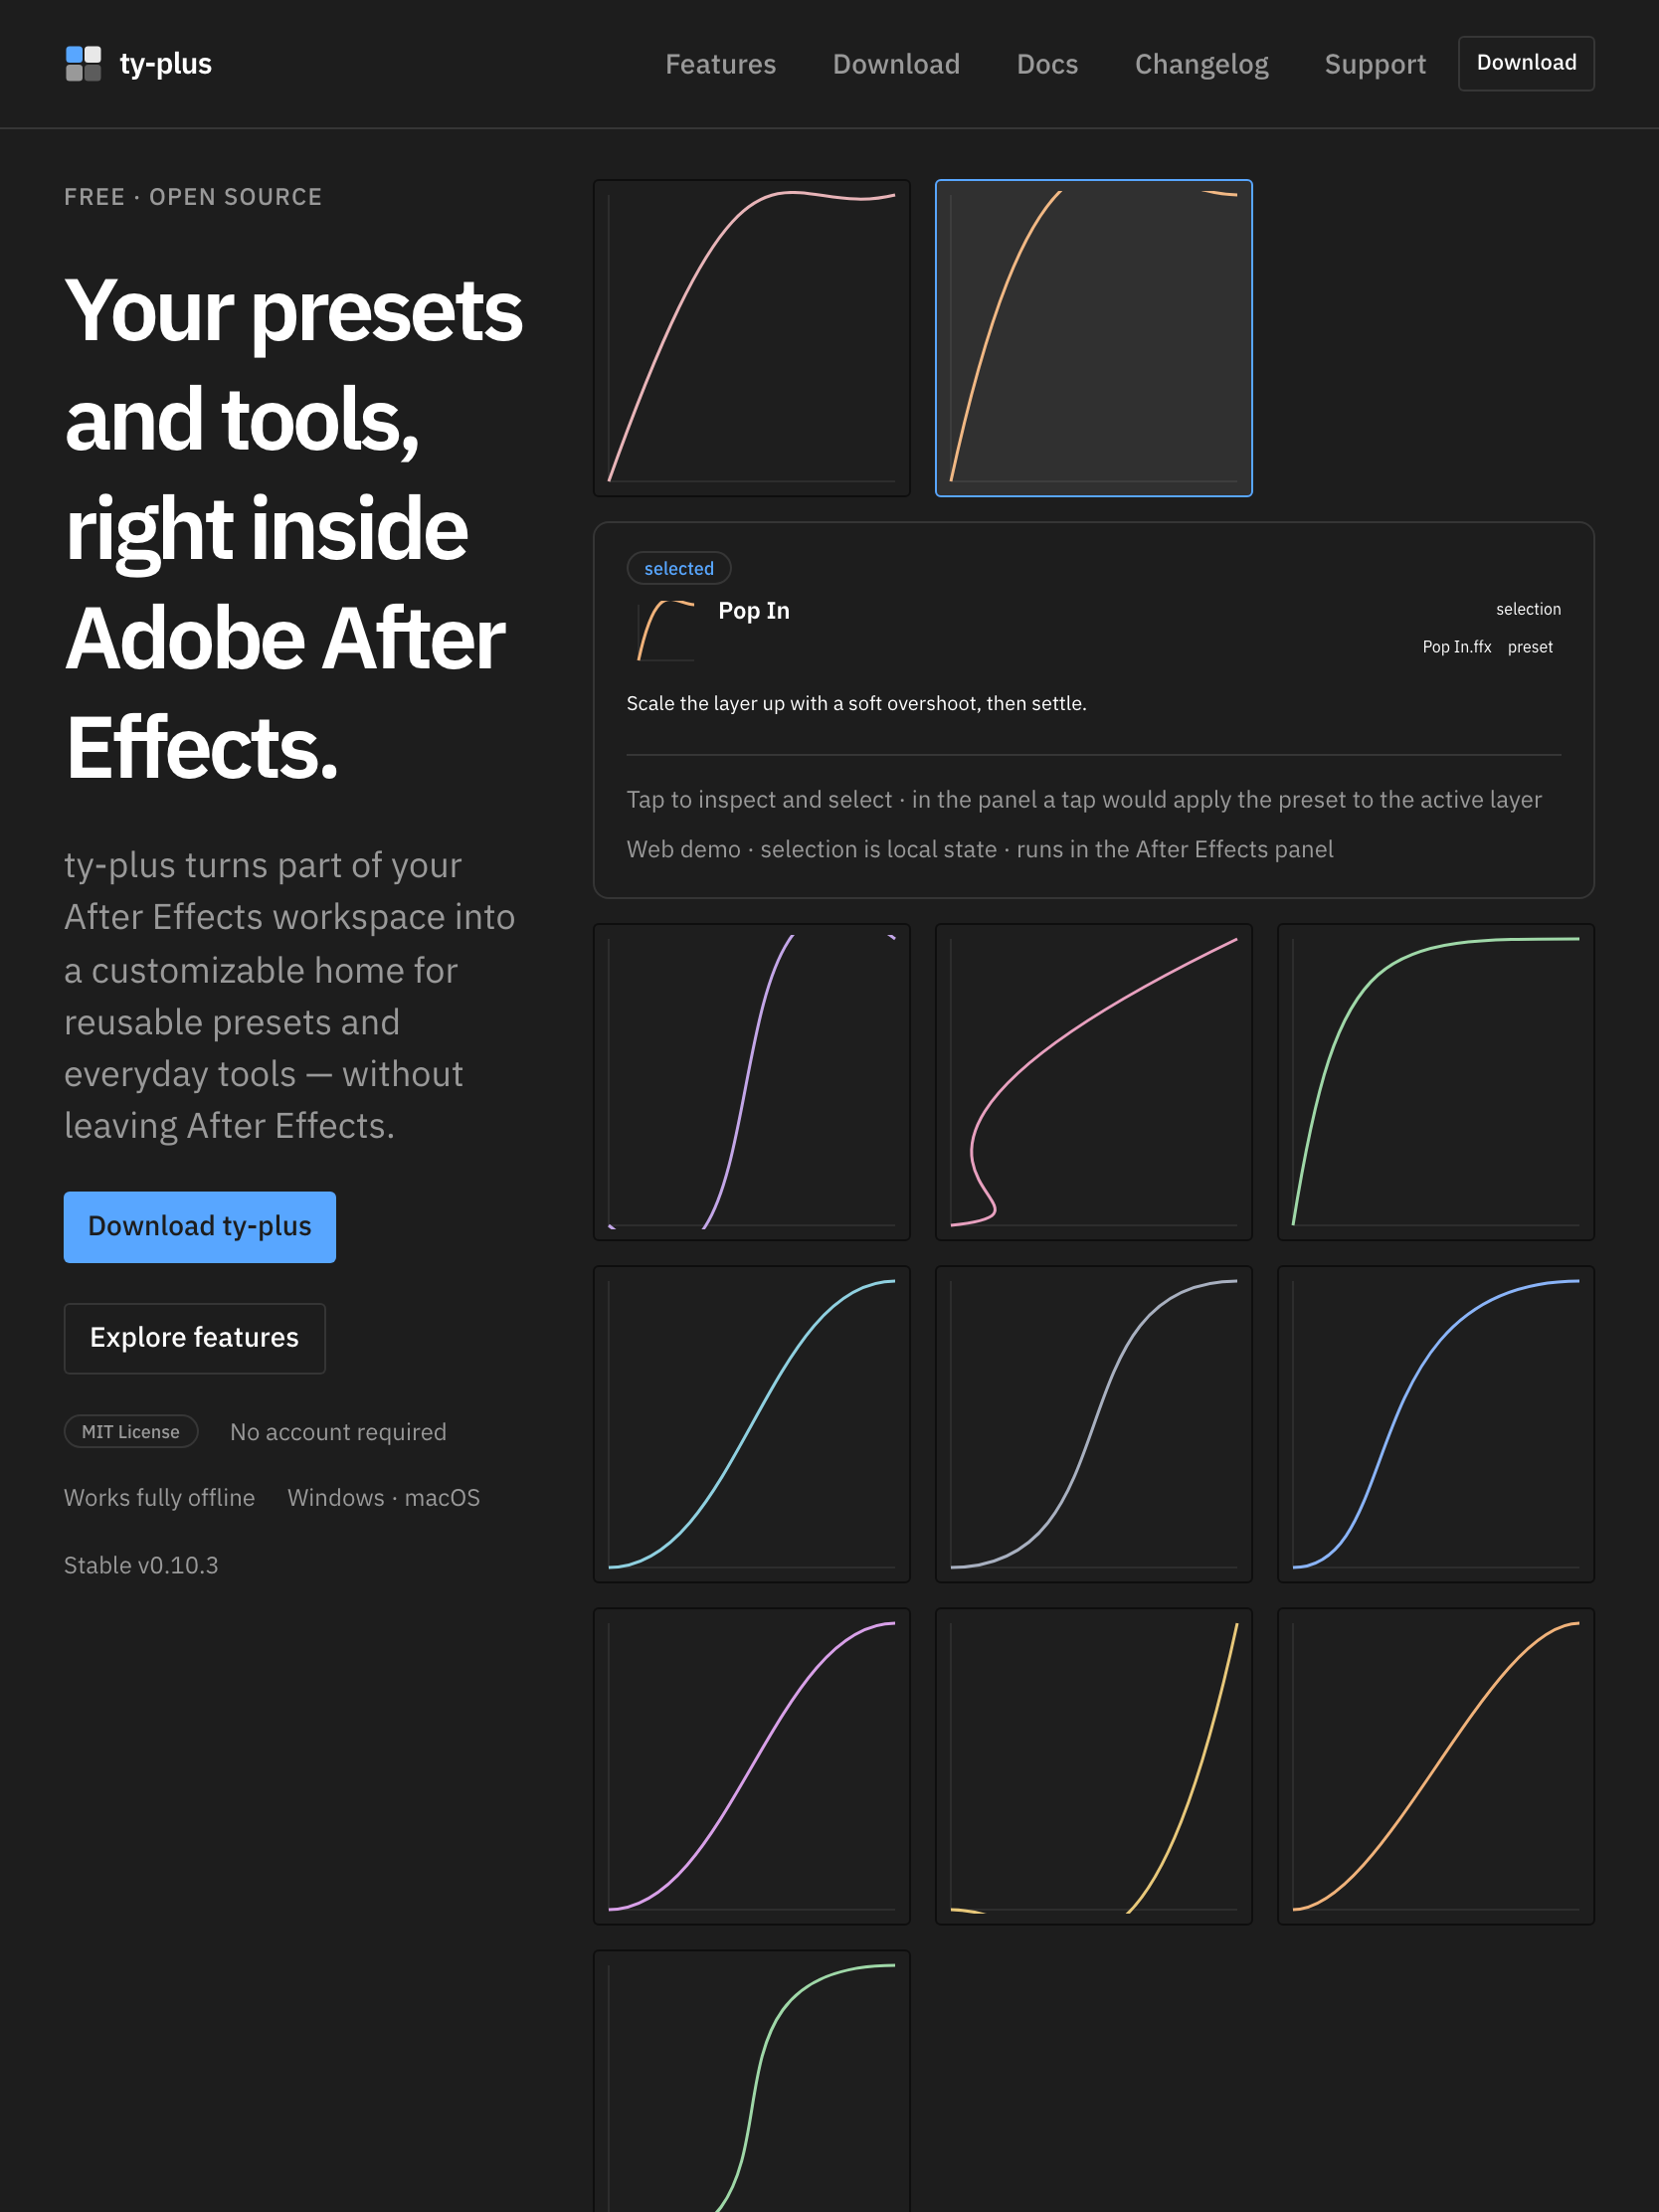 ty-plus
Features
Download
Docs
Changelog
Support
Download
FREE · OPEN SOURCE
Your presets
and tools,
right inside
Adobe After
Effects.
ty-plus turns part of your
After Effects workspace into
a customizable home for
reusable presets and
everyday tools — without
leaving After Effects.
Download ty-plus
Explore features
MIT License
No account required
Works fully offline
Windows · macOS
Stable v0.10.3
selected
Pop In
selection
Pop In.ffx
preset
Scale the layer up with a soft overshoot, then settle.
Tap to inspect and select · in the panel a tap would apply the preset to the active layer
Web demo · selection is local state · runs in the After Effects panel